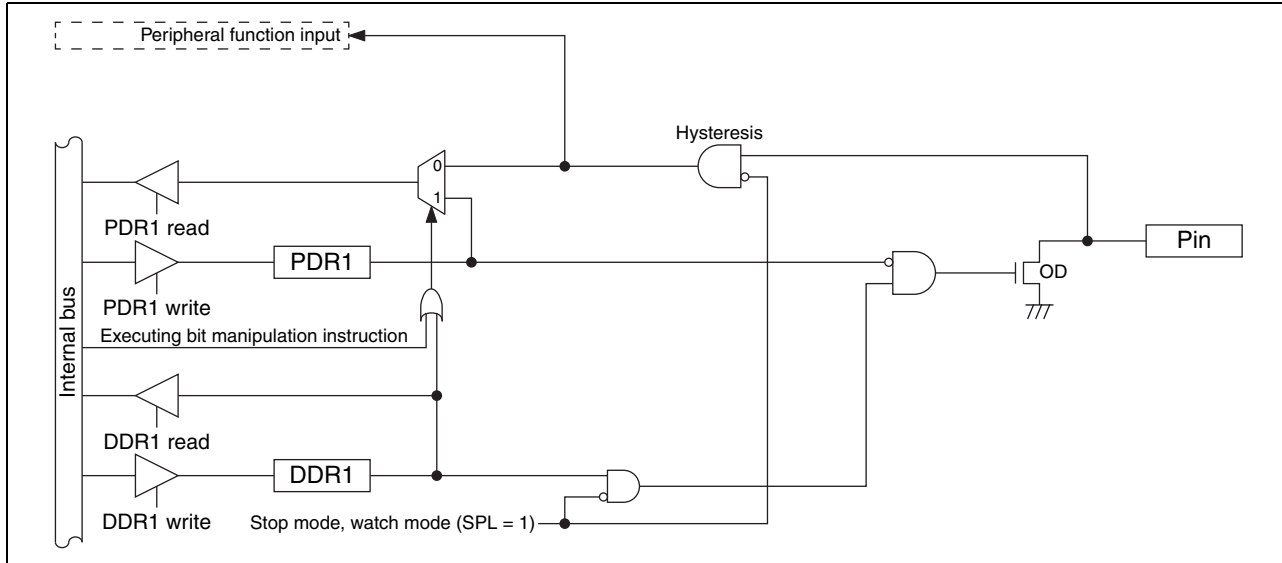 Peripheral function input
Hysteresis
0
1
PDR1 read
Pin
PDR1
OD
PDR1 write
Executing bit manipulation instruction
Internal bus
DDR1 read
DDR1
DDR1 write
Stop mode, watch mode (SPL = 1)